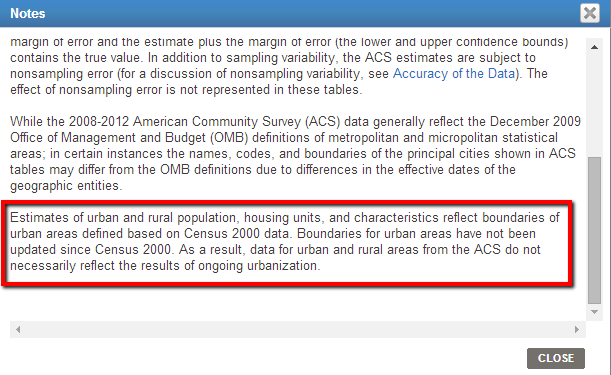 Notes
margin of error and the estimate plus the margin of error (the lower and upper confidence bounds)
contains the true value. In addition to sampling variability, the ACS estimates are subject to
nonsampling error (for a discussion of nonsampling variability, see Accuracy of the Data). The
effect of nonsampling error is not represented in these tables.
While the 2008-2012 American Community Survey (ACS) data generally reflect the December 2009
Office of Management and Budget (OMB) definitions of metropolitan and micropolitan statistical
areas; in certain instances the names, codes, and boundaries of the principal cities shown in ACS
tables may differ from the OMB definitions due to differences in the effective dates of the
geographic entities.
Estimates of urban and rural population, housing units, and characteristics reflect boundaries of
urban areas defined based on Census 2000 data. Boundaries for urban areas have not been
updated since Census 2000. As a result, data for urban and rural areas from the ACS do not
necessarily reflect the results of ongoing urbanization.
CLOSE